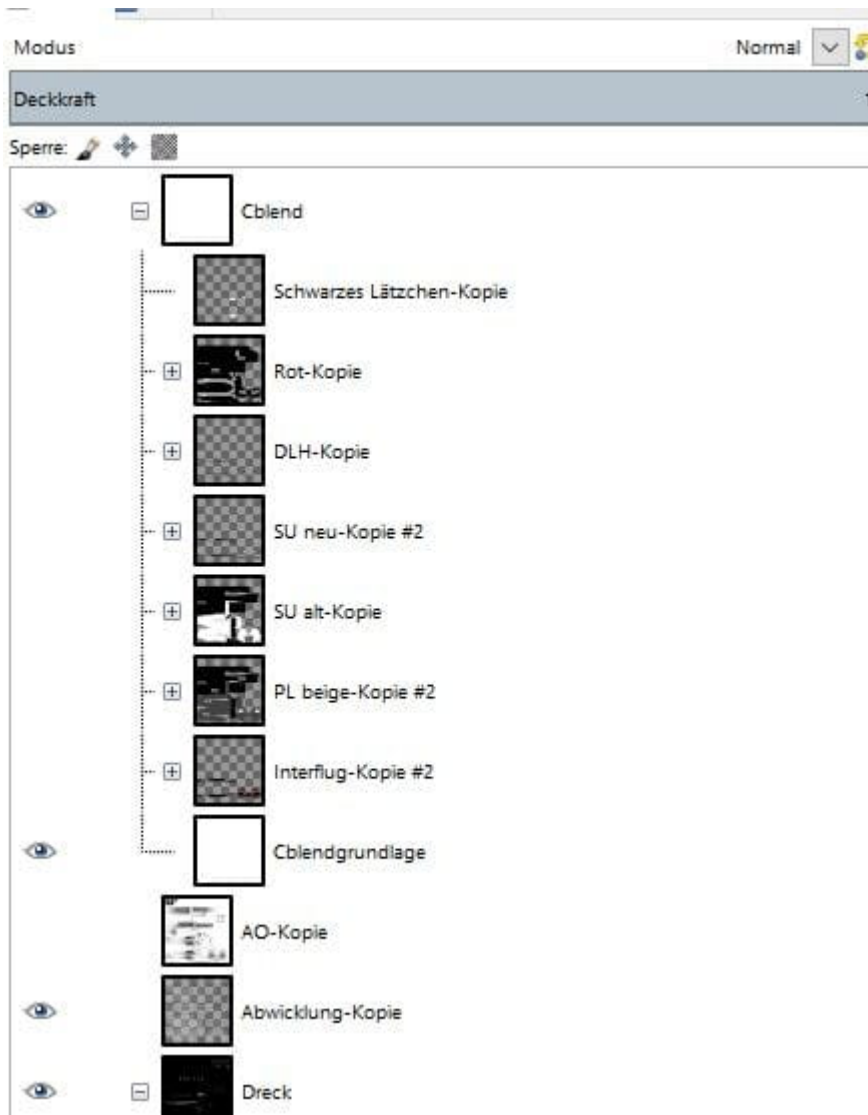 Modus Normal
Deckkraft
Sperre:
Cblend
Schwarzes Lätzchen-Kopie
Rot-Kopie
DLH-Kopie
SU neu-Kopie #2
SU alt-Kopie
PL beige-Kopie #2
Interflug-Kopie #2
Cblendgrundlage
AO-Kopie
Abwicklung-Kopie
Dreck